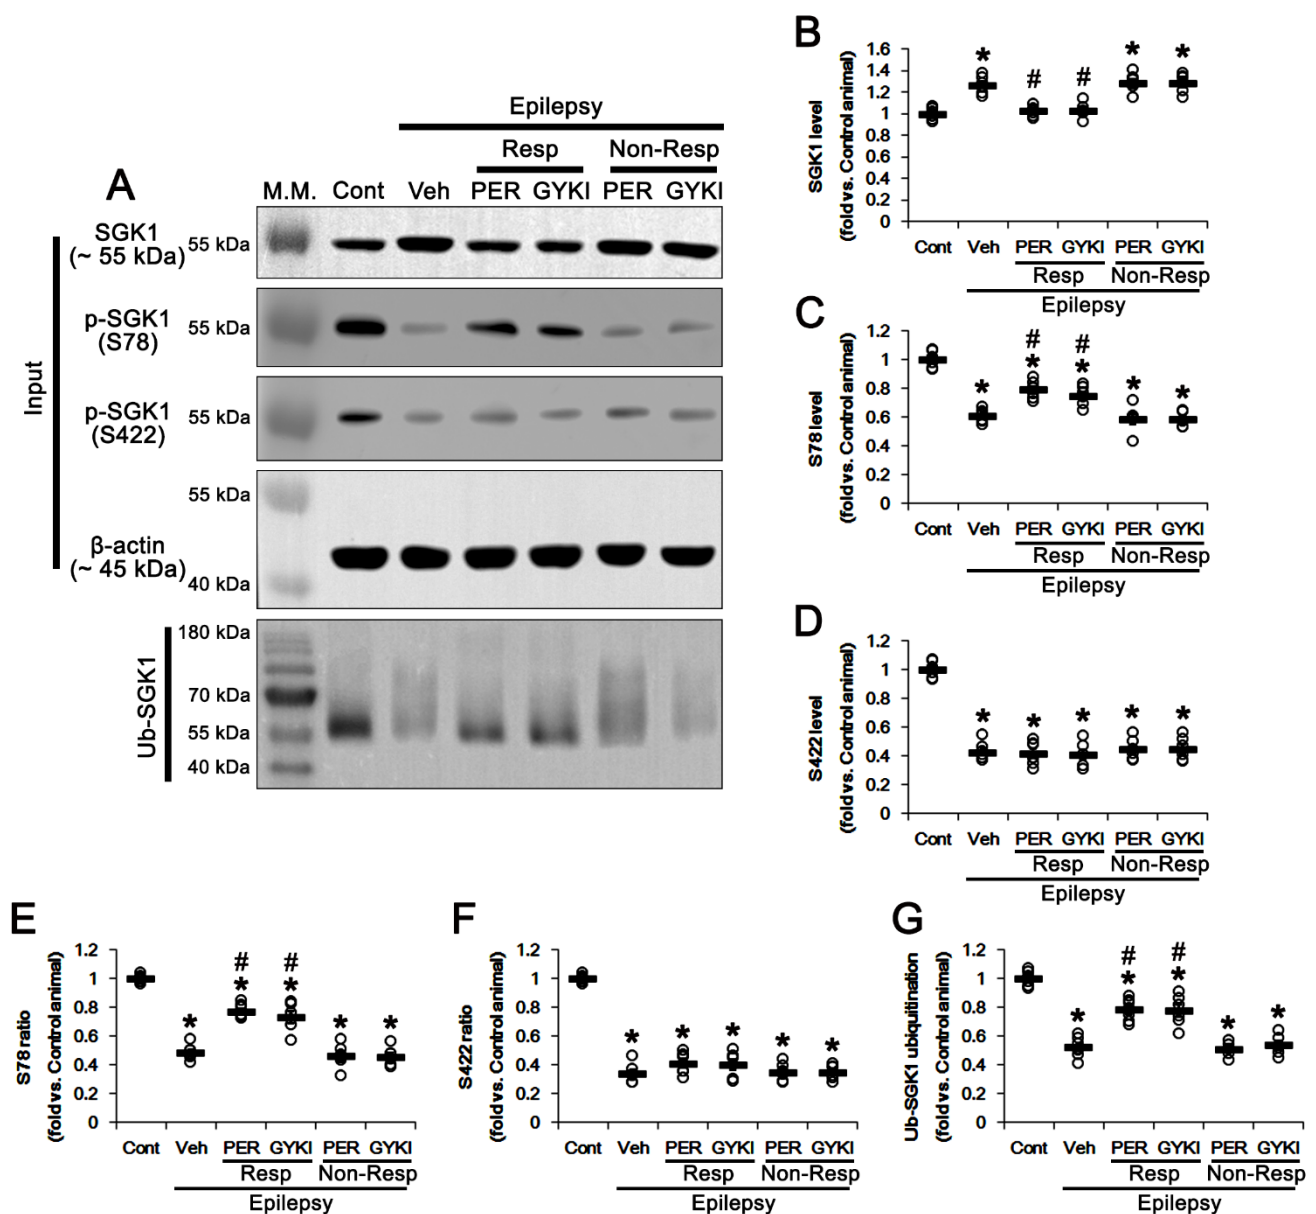 A
Epilepsy
Resp Non-Resp
M.M. Cont Veh PER GYKI PER GYKI
Input
SGK1
(~ 55 kDa)
55 kDa
p-SGK1
(S78)
55 kDa
p-SGK1
(S422)
55 kDa
55 kDa
β-actin
(~ 45 kDa)
40 kDa
Ub-SGK1
180 kDa
70 kDa
55 kDa
40 kDa
B
SGK1 level
(fold vs. Control animal)
1.6
1.4
1.2
1
0.8
0.6
0.4
0.2
0
* # # * *
Cont Veh PER GYKI PER GYKI
Resp Non-Resp
Epilepsy
C
S78 level
(fold vs. Control animal)
1.2
1
0.8
0.6
0.4
0.2
0
# #
* * * * *
Cont Veh PER GYKI PER GYKI
Resp Non-Resp
Epilepsy
D
S422 level
(fold vs. Control animal)
1.2
1
0.8
0.6
0.4
0.2
0
* * * * *
Cont Veh PER GYKI PER GYKI
Resp Non-Resp
Epilepsy
E
S78 ratio
(fold vs. Control animal)
1.2
1
0.8
0.6
0.4
0.2
0
# #
* * * * *
Cont Veh PER GYKI PER GYKI
Resp Non-Resp
Epilepsy
F
S422 ratio
(fold vs. Control animal)
1.2
1
0.8
0.6
0.4
0.2
0
* * * * *
Cont Veh PER GYKI PER GYKI
Resp Non-Resp
Epilepsy
G
Ub-SGK1 ubiquitination
(fold vs. Control animal)
1.2
1
0.8
0.6
0.4
0.2
0
# #
* * * * *
Cont Veh PER GYKI PER GYKI
Resp Non-Resp
Epilepsy